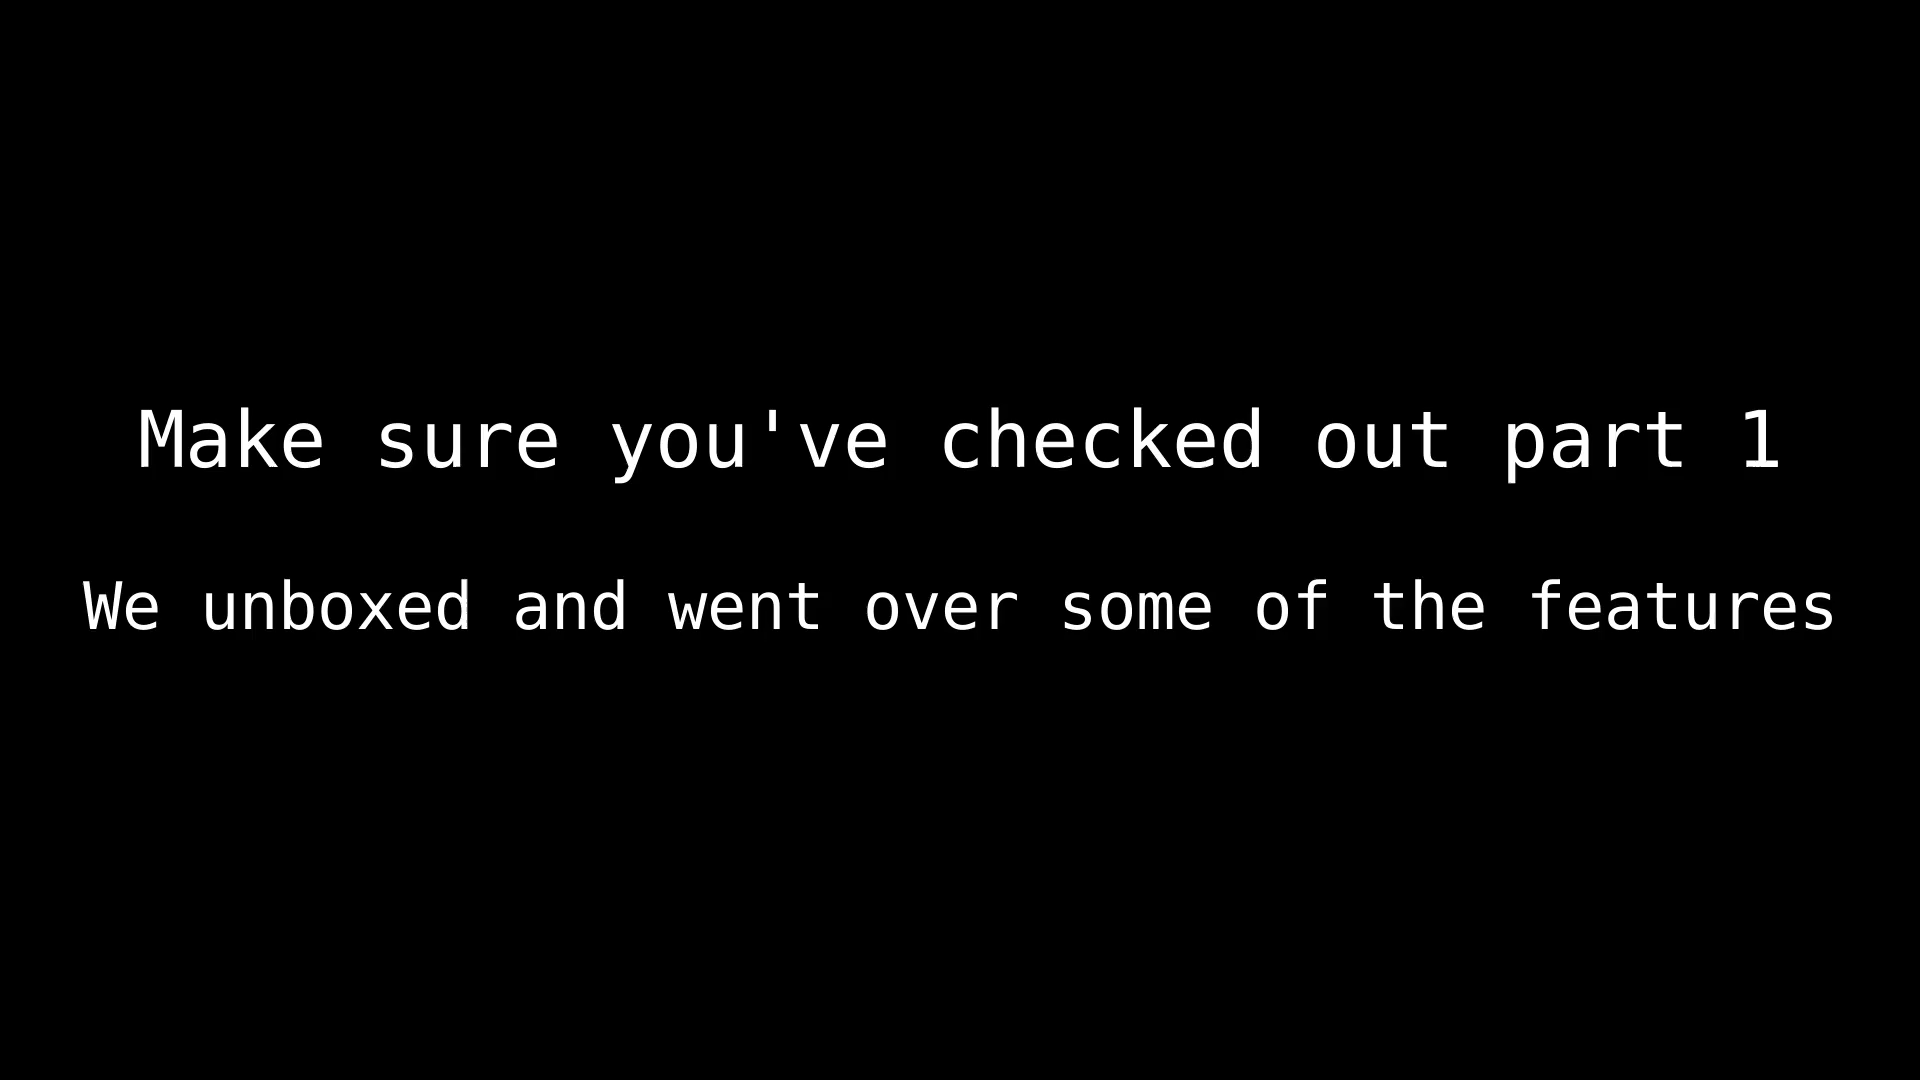 Make sure you've checked out part 1
We unboxed and went over some of the features